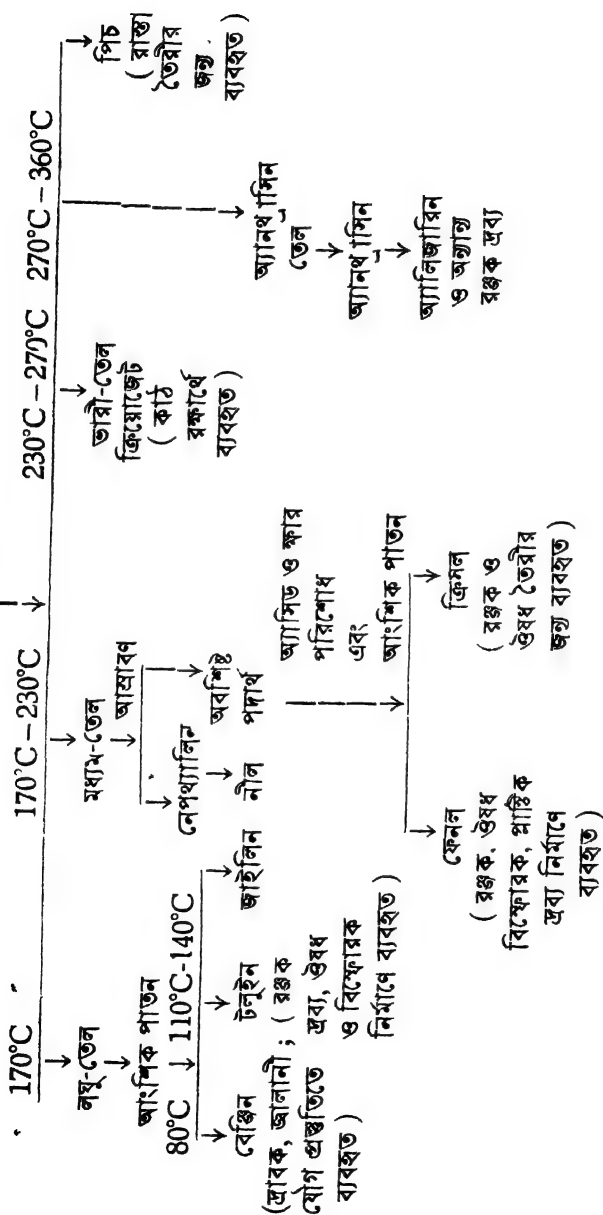 170°C
170°C – 230°C
230°C – 270°C
270°C – 360°C
লঘু-তেল
আংশিক পাতন
80°C
110°C-140°C
বেঞ্জিন
(দ্রাবক, জ্বালানী ;
যৌগ প্রস্তুতিতে
ব্যবহৃত )
টলুইন
( রঞ্জক
দ্রব্য, ঔষধ
ও বিস্ফোরক
নির্মাণে ব্যবহৃত )
জাইলিন
মধ্যম-তেল
আস্রাবণ
নেপথ্যালিন
নীল
অবশিষ্ট
পদার্থ
অ্যাসিড ও ক্ষার
পরিশোধ
এবং
আংশিক পাতন
ফেনল
( রঞ্জক. ঔষধ
বিস্ফোরক, প্লাষ্টিক
দ্রব্য নির্মাণে
ব্যবহৃত )
ক্রিসল
( রঞ্জক ও
ঔষধ তৈরীর
জন্য ব্যবহৃত )
ভারী-তেল
ক্রিয়োজোট
( কাঠ
রক্ষার্থে
ব্যবহৃত )
অ্যানথ্রাসিন
তেল
অ্যানথ্রাসিন
অ্যালিজারিন
ও অন্যান্য
রঞ্জক দ্রব্য
পিচ
( রাস্তা
তৈরীর
জন্য
ব্যবহৃত )